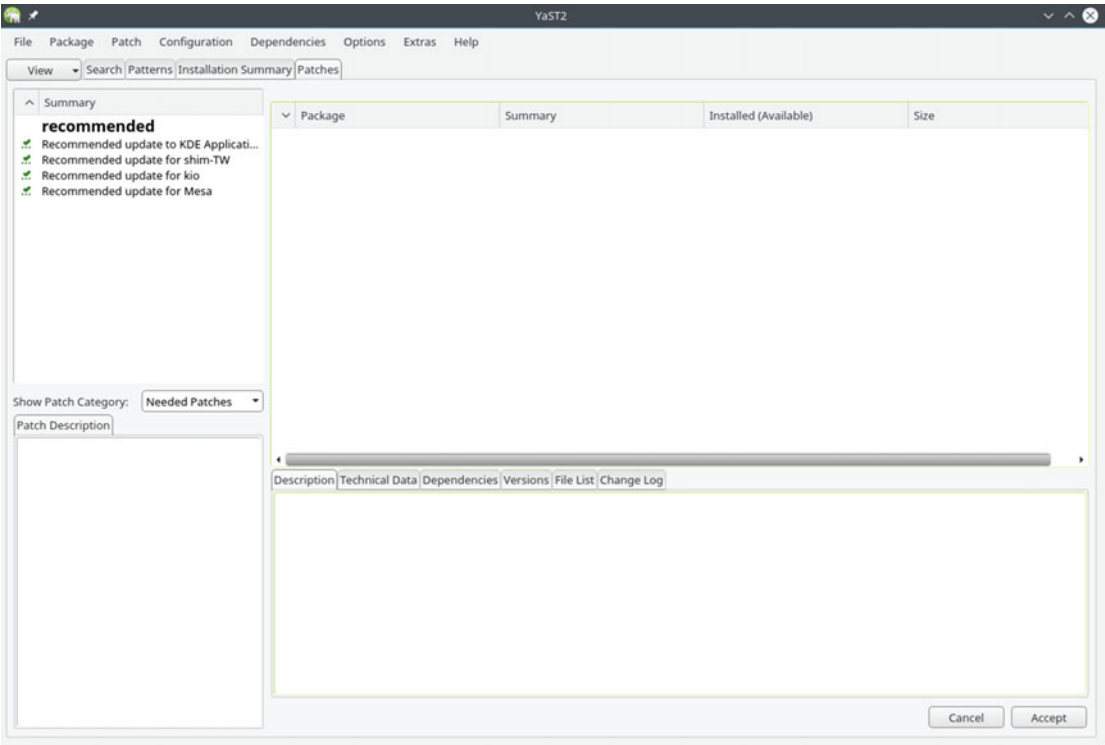 YaST2
File Package Patch Configuration Dependencies Options Extras Help
View Search Patterns Installation Summary Patches
Summary
recommended
Recommended update to KDE Applicati...
Recommended update for shim-TW
Recommended update for kio
Recommended update for Mesa
Show Patch Category: Needed Patches
Patch Description
Package Summary Installed (Available) Size
Description Technical Data Dependencies Versions File List Change Log
Cancel Accept